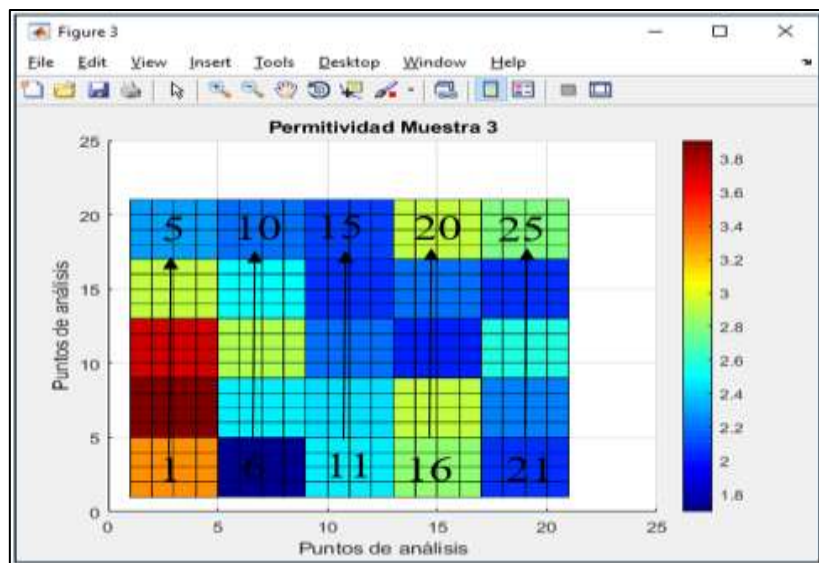 Figure 3
File Edit View Insert Tools Desktop Window Help
Permitividad Muestra 3
25
20
15
10
5
0
Puntos de análisis
5 10 15 20 25
1 6 11 16 21
0 5 10 15 20 25
Puntos de análisis
3.8
3.6
3.4
3.2
3
2.8
2.6
2.4
2.2
2
1.8